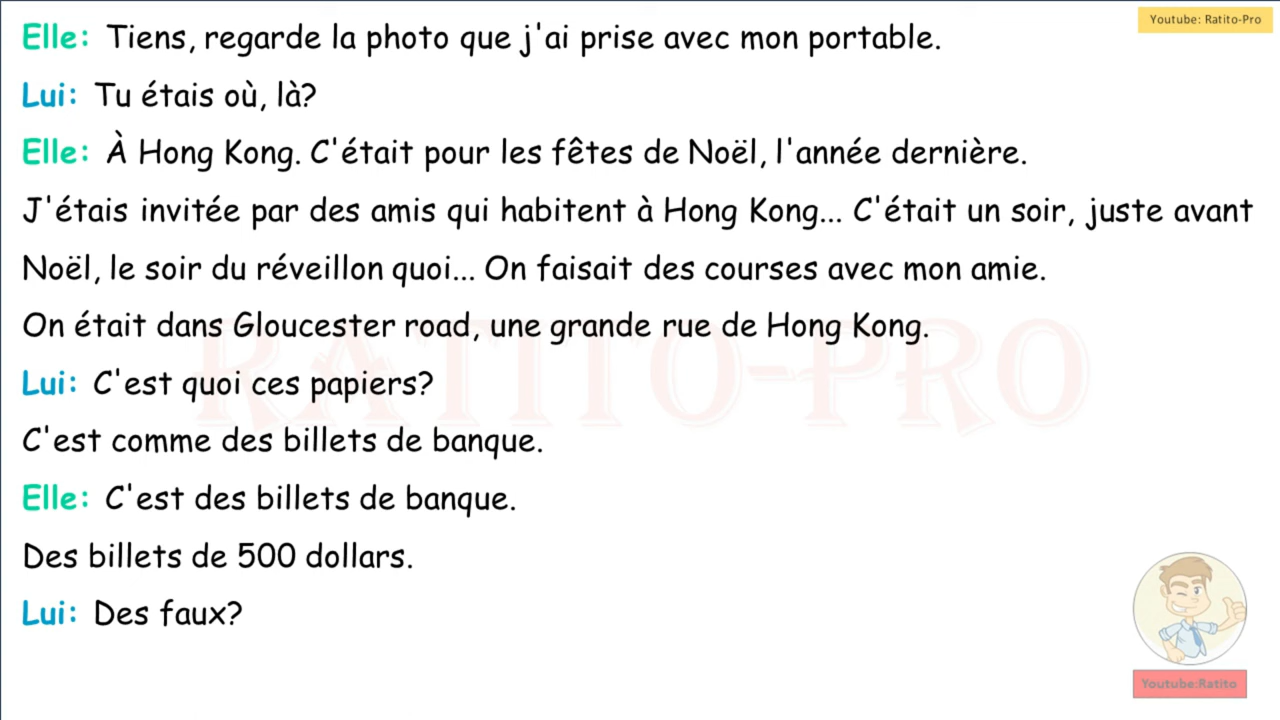 Youtube: Ratito-Pro
Elle: Tiens, regarde la photo que j'ai prise avec mon portable.
Lui: Tu étais où, là?
Elle: À Hong Kong. C'était pour les fêtes de Noël, l'année dernière.
J'étais invitée par des amis qui habitent à Hong Kong... C'était un soir, juste avant
Noël, le soir du réveillon quoi... On faisait des courses avec mon amie.
On était dans Gloucester road, une grande rue de Hong Kong.
RATITO-PRO
Lui: C'est quoi ces papiers?
C'est comme des billets de banque.
Elle: C'est des billets de banque.
Des billets de 500 dollars.
Lui: Des faux?
Youtube:Ratito